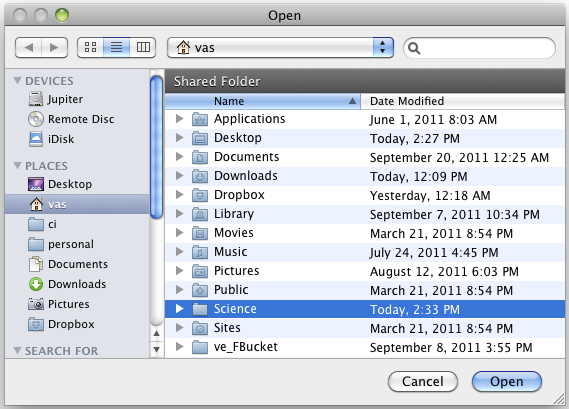 Open
vas
DEVICES
Jupiter
Remote Disc
iDisk
PLACES
Desktop
vas
ci
personal
Documents
Downloads
Pictures
Dropbox
SEARCH FOR
Shared Folder
Name Date Modified
Applications June 1, 2011 8:03 AM
Desktop Today, 2:27 PM
Documents September 20, 2011 12:25 AM
Downloads Today, 12:09 PM
Dropbox Yesterday, 12:18 AM
Library September 7, 2011 10:34 PM
Movies March 21, 2011 8:54 PM
Music July 24, 2011 4:45 PM
Pictures August 12, 2011 6:03 PM
Public March 21, 2011 8:54 PM
Science Today, 2:33 PM
Sites March 21, 2011 8:54 PM
ve_FBucket September 8, 2011 3:55 PM
Cancel Open